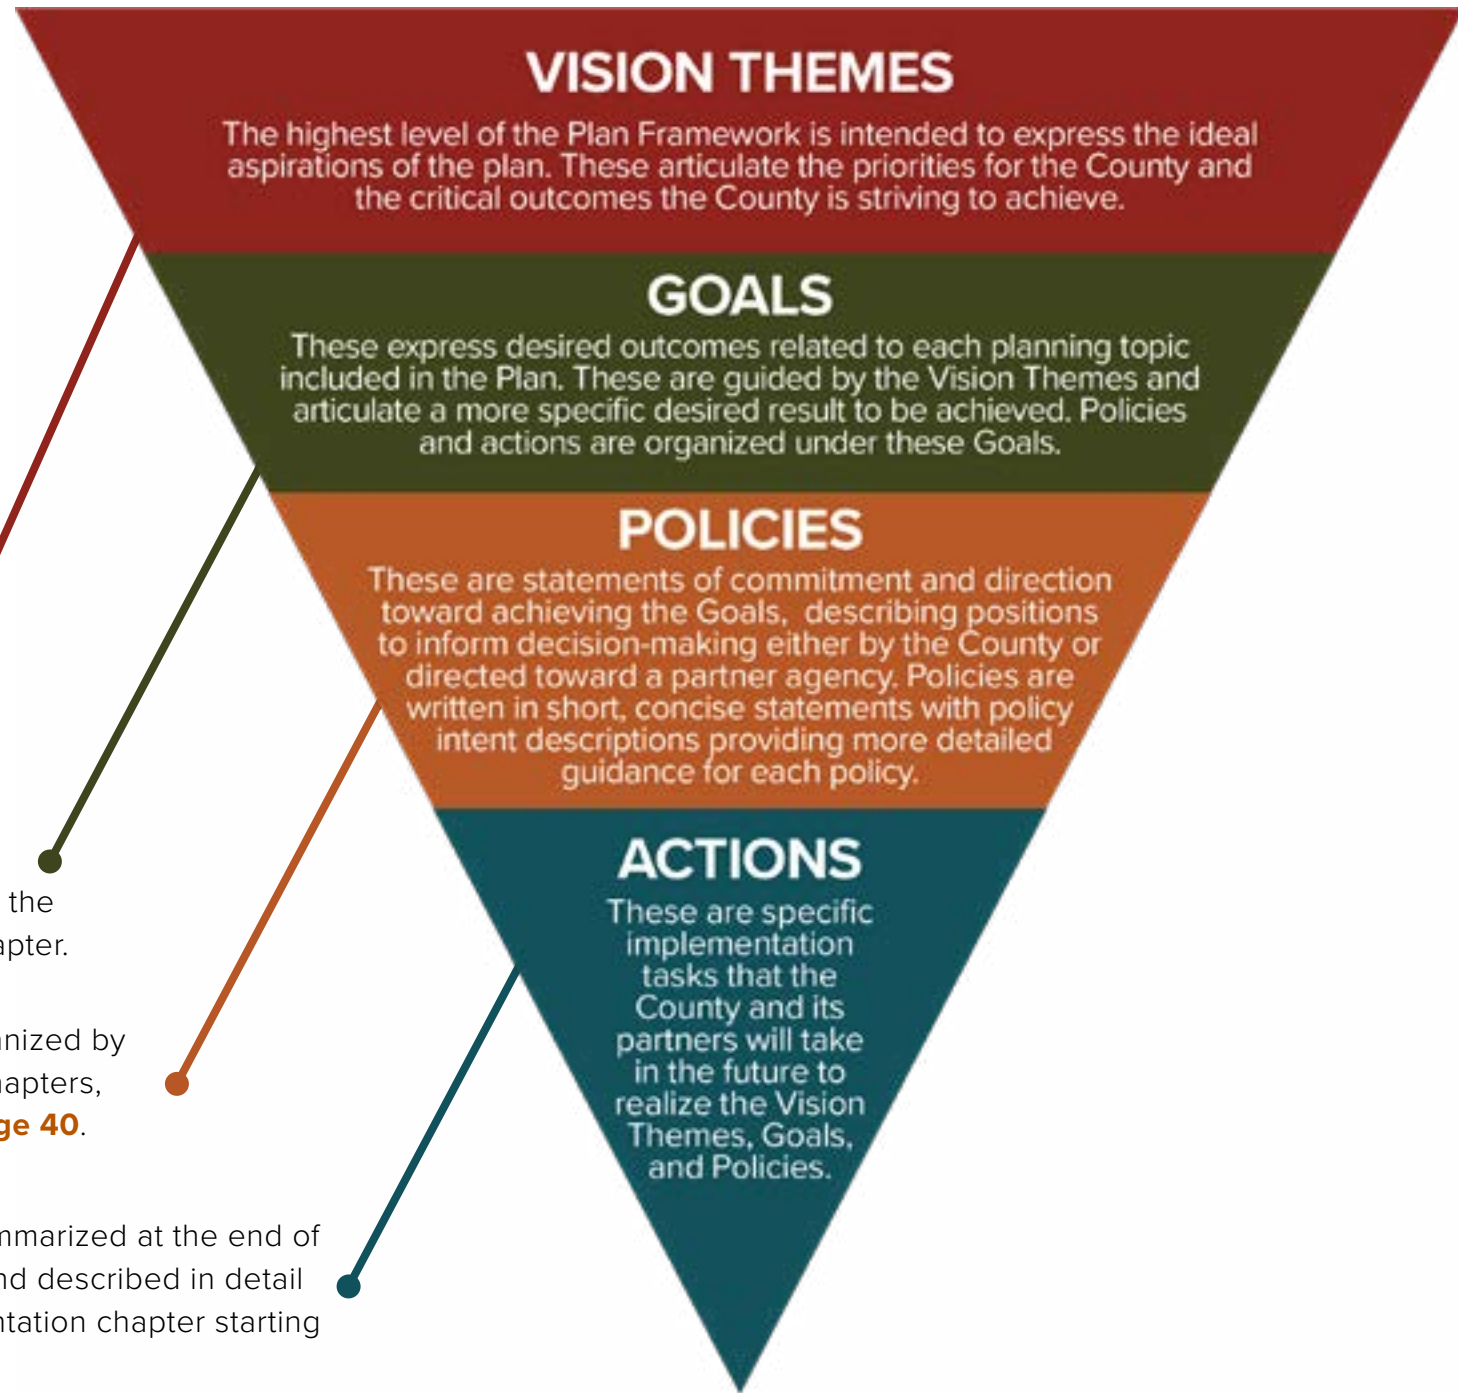 VISION THEMES
The highest level of the Plan Framework is intended to express the ideal
aspirations of the plan. These articulate the priorities for the County and
the critical outcomes the County is striving to achieve.
GOALS
These express desired outcomes related to each planning topic
included in the Plan. These are guided by the Vision Themes and
articulate a more specific desired result to be achieved. Policies
and actions are organized under these Goals.
POLICIES
These are statements of commitment and direction
toward achieving the Goals,  describing positions
to inform decision-making either by the County or
directed toward a partner agency. Policies are
written in short, concise statements with policy
intent descriptions providing more detailed
guidance for each policy.
ACTIONS
These are specific
implementation
tasks that the
County and its
partners will take
in the future to
realize the Vision
Themes, Goals,
and Policies.
the
by
40.
at the end of
described in detail
chapter starting